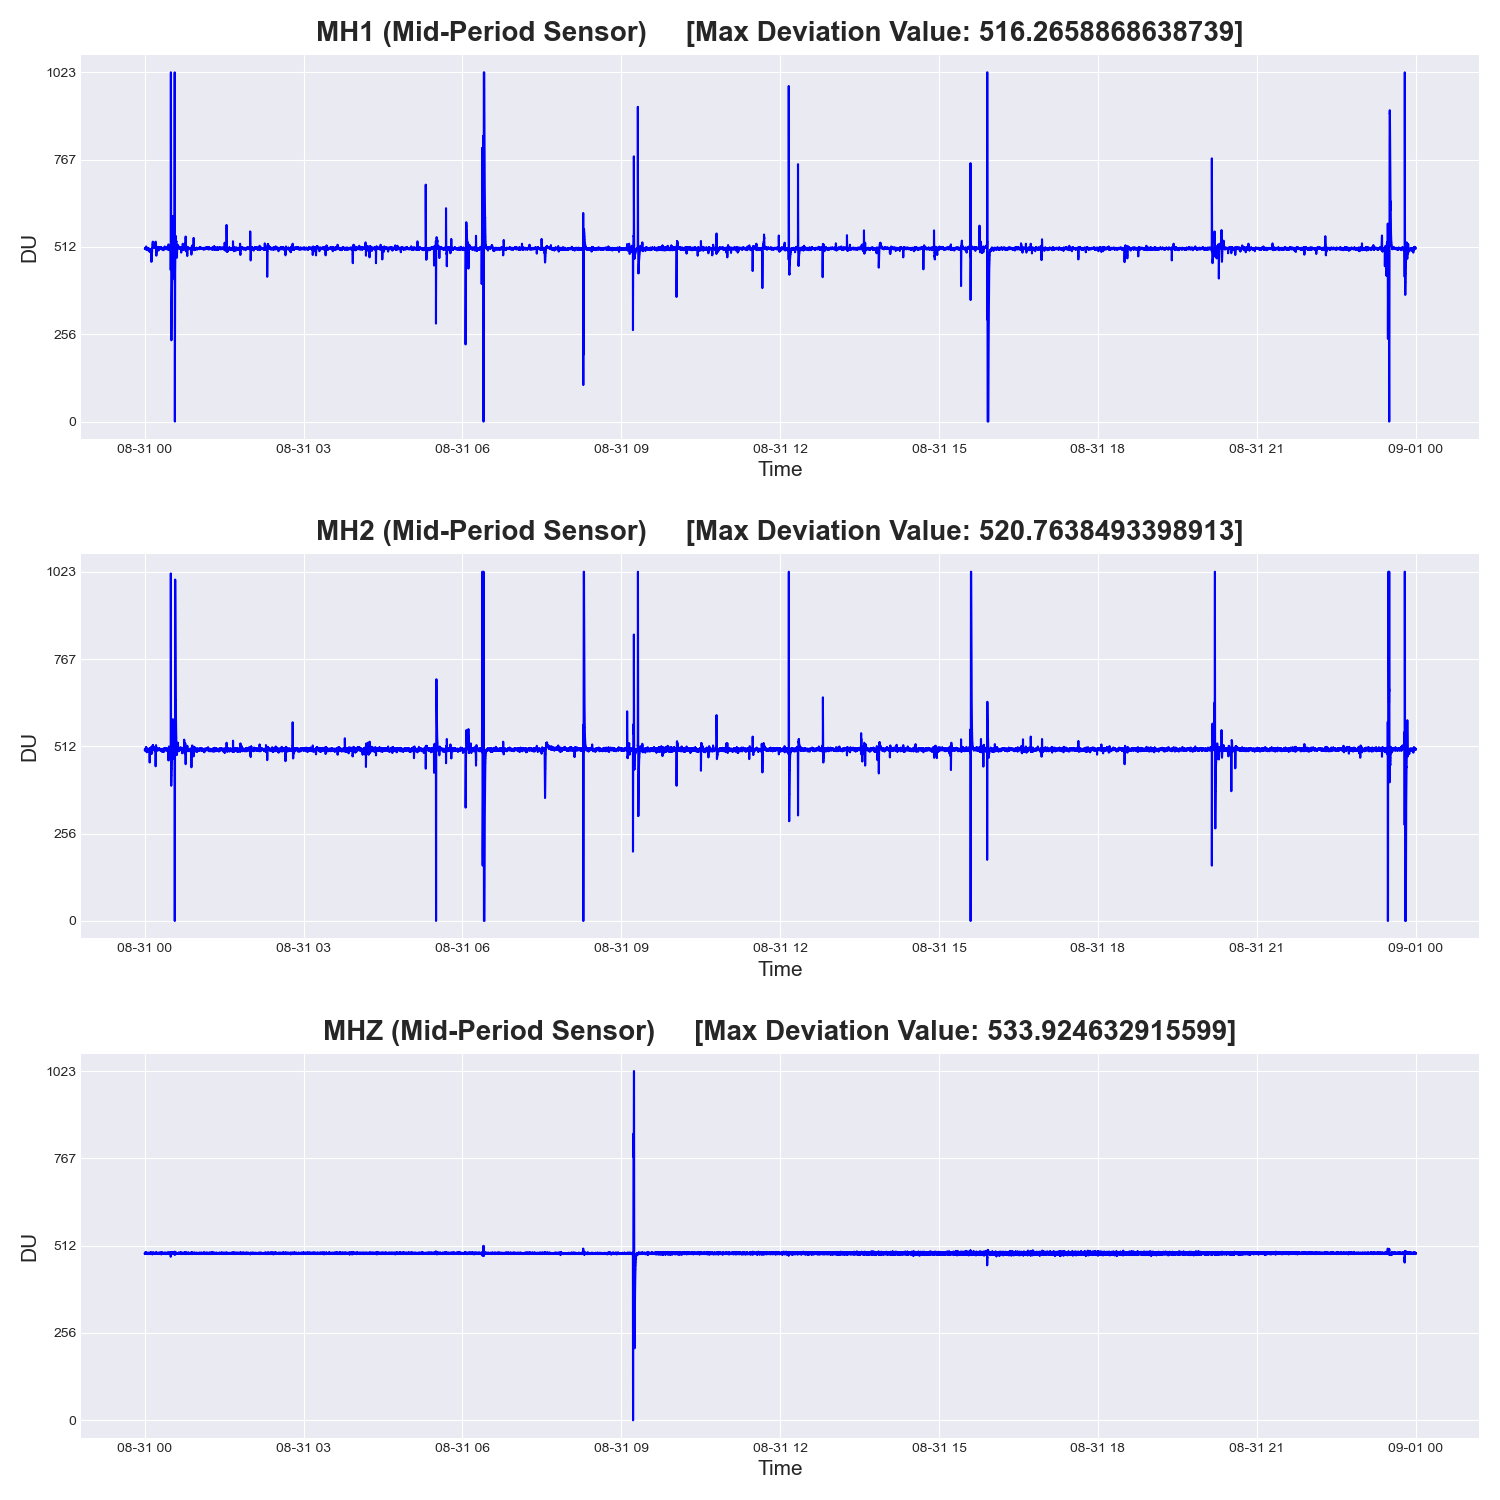 MH1 (Mid-Period Sensor) [Max Deviation Value: 516.2658868638739]
1023
767
512
256
0
DU
08-31 00 08-31 03 08-31 06 08-31 09 08-31 12 08-31 15 08-31 18 08-31 21 09-01 00
Time
MH2 (Mid-Period Sensor) [Max Deviation Value: 520.7638493398913]
1023
767
512
256
0
DU
08-31 00 08-31 03 08-31 06 08-31 09 08-31 12 08-31 15 08-31 18 08-31 21 09-01 00
Time
MHZ (Mid-Period Sensor) [Max Deviation Value: 533.924632915599]
1023
767
512
256
0
DU
08-31 00 08-31 03 08-31 06 08-31 09 08-31 12 08-31 15 08-31 18 08-31 21 09-01 00
Time